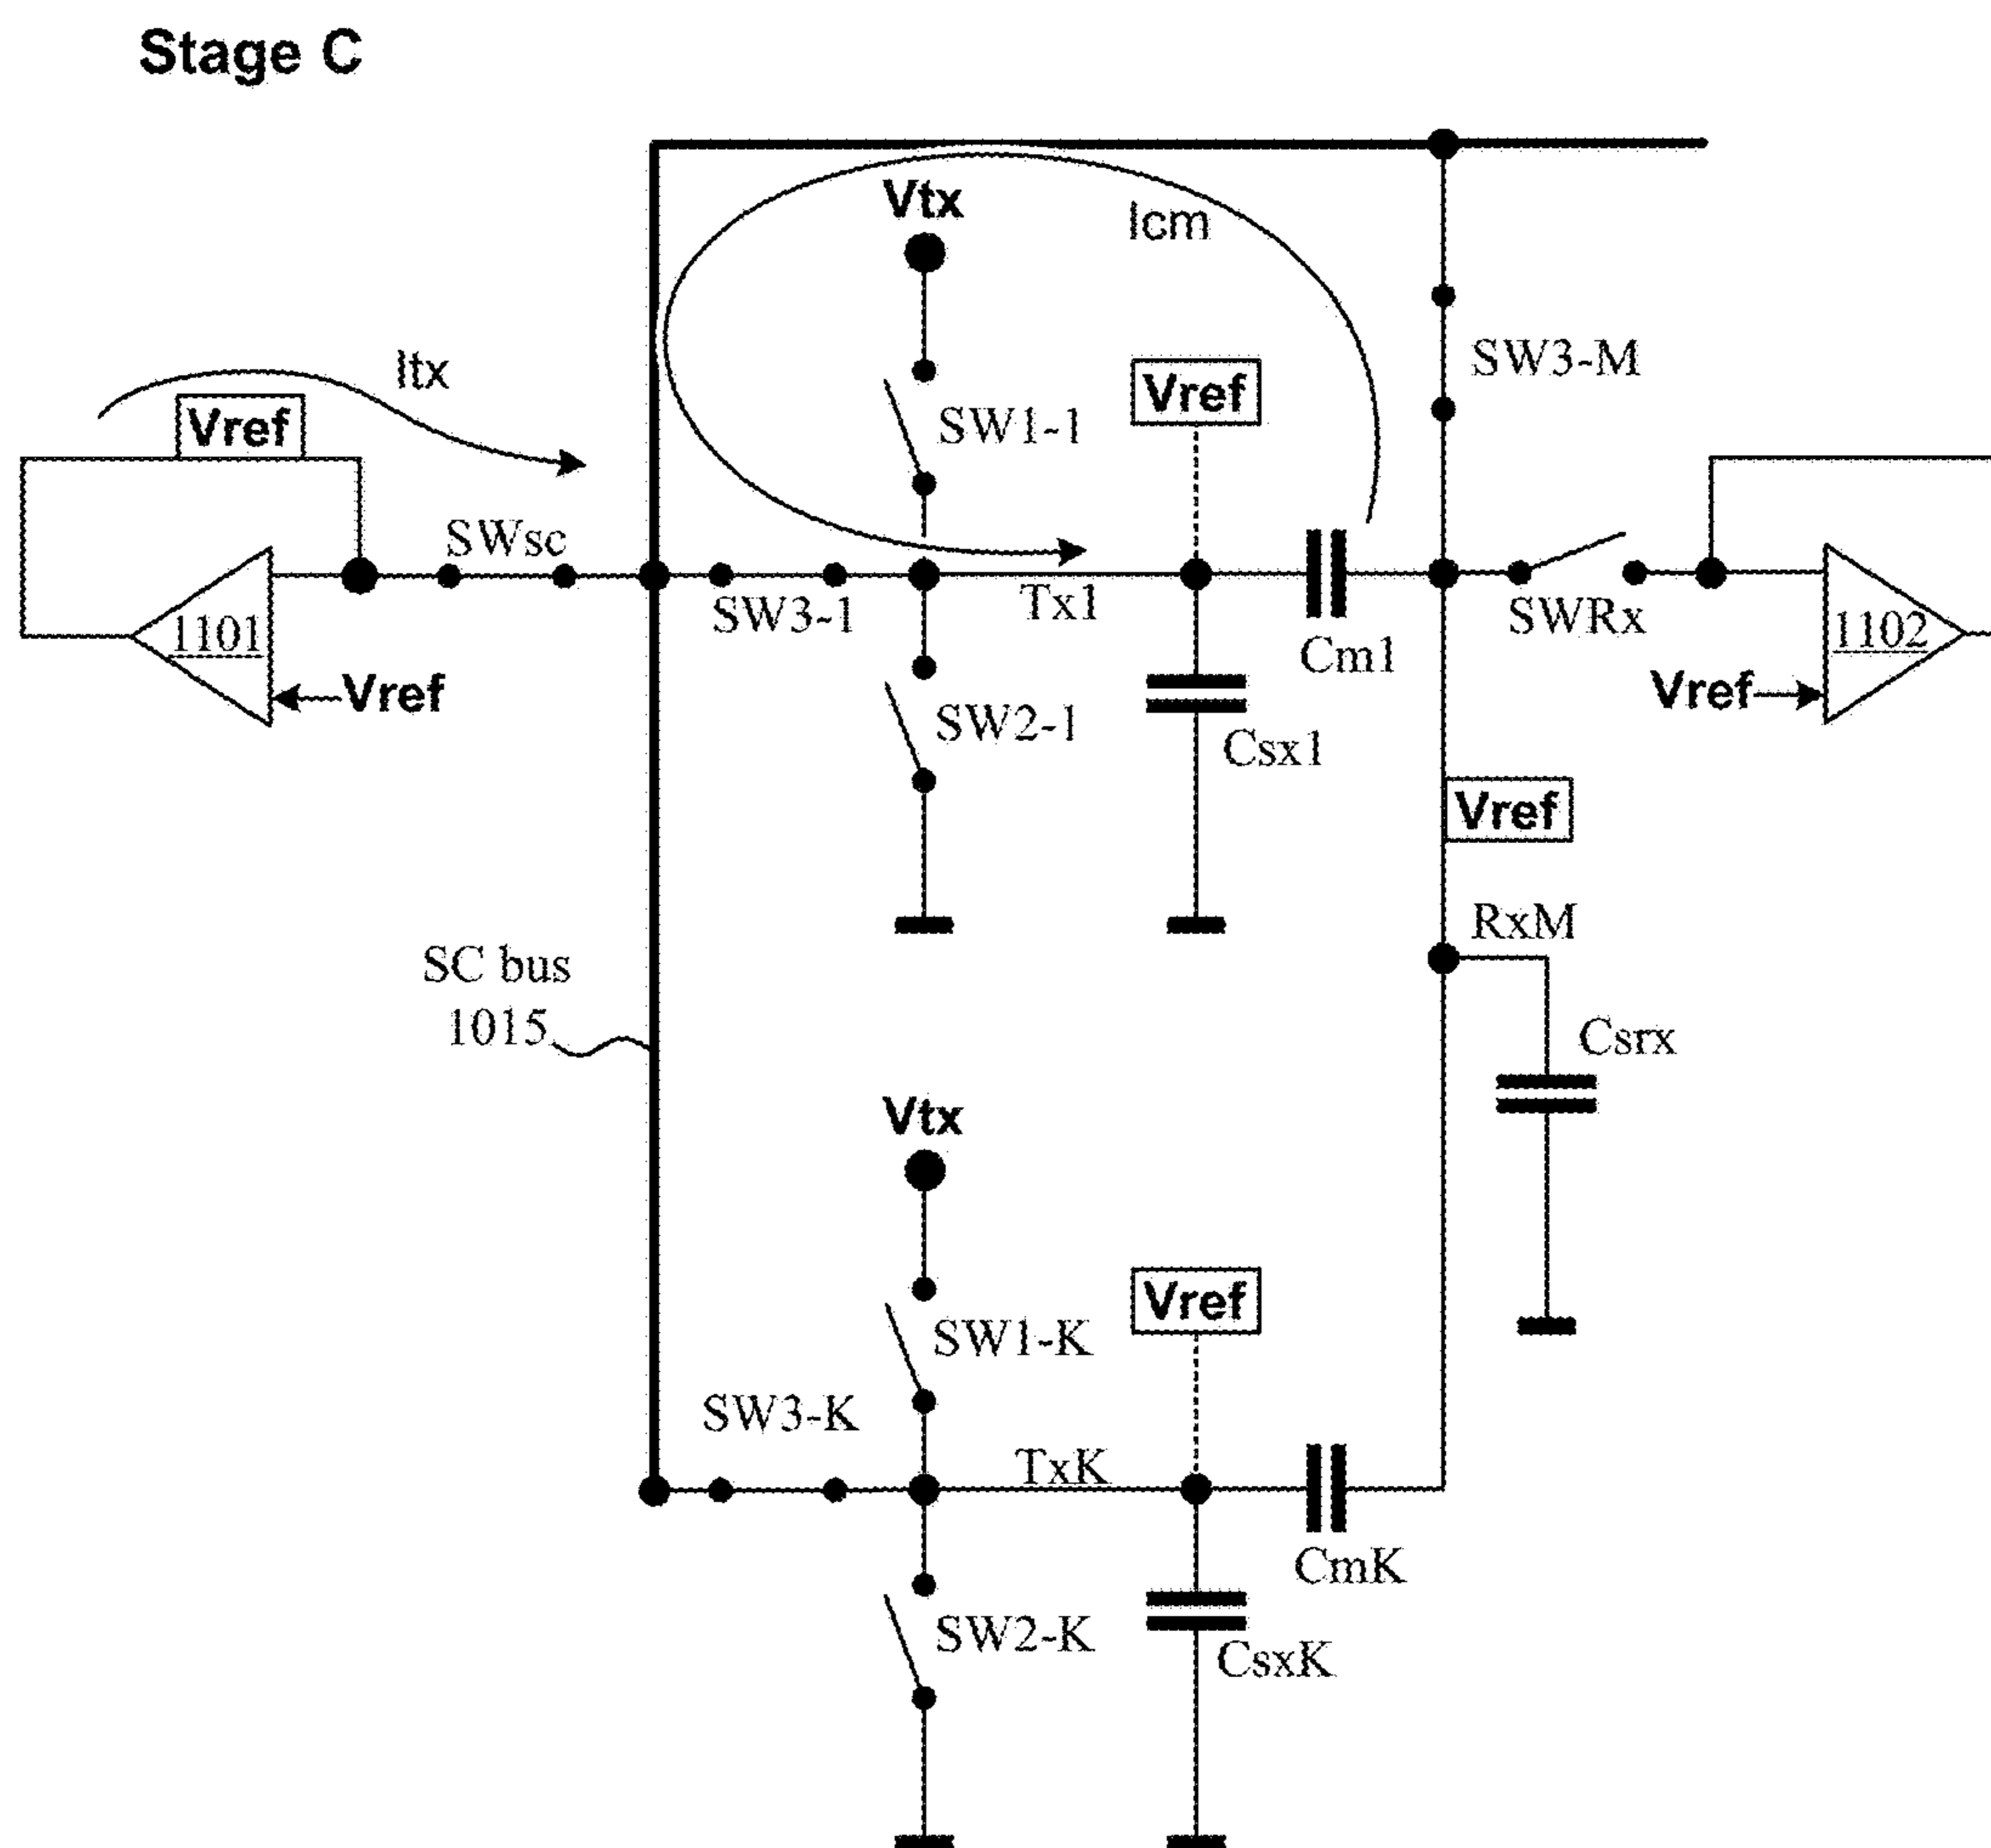 Stage C
Vtx
Icm
Itx
Vref
Vref
SW3-M
SW1-1
SWsc
SW3-1
Tx1
Cm1
SWRx
1101
1102
Vref
Vref
SW2-1
Csx1
Vref
RxM
SC bus
1015
Csrx
Vtx
Vref
SW1-K
SW3-K
TxK
CmK
SW2-K
CsxK